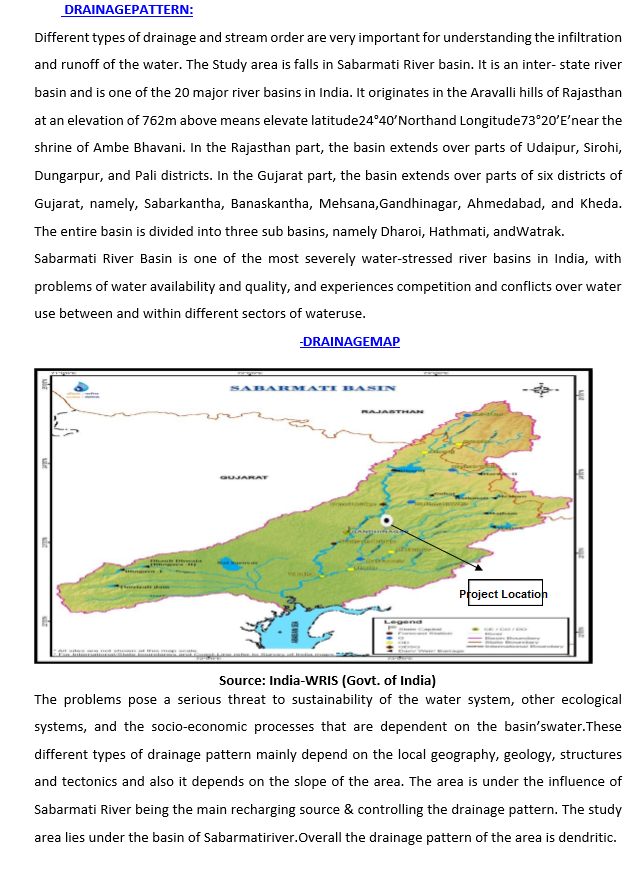 DRAINAGEPATTERN:
Different types of drainage and stream order are very important for understanding the infiltration
and runoff of the water. The Study area is falls in Sabarmati River basin. It is an inter- state river
basin and is one of the 20 major river basins in India. It originates in the Aravalli hills of Rajasthan
at an elevation of 762m above means elevate latitude24°40’Northand Longitude73°20’E’near the
shrine of Ambe Bhavani. In the Rajasthan part, the basin extends over parts of Udaipur, Sirohi,
Dungarpur, and Pali districts. In the Gujarat part, the basin extends over parts of six districts of
Gujarat, namely, Sabarkantha, Banaskantha, Mehsana,Gandhinagar, Ahmedabad, and Kheda.
The entire basin is divided into three sub basins, namely Dharoi, Hathmati, andWatrak.
Sabarmati River Basin is one of the most severely water-stressed river basins in India, with
problems of water availability and quality, and experiences competition and conflicts over water
use between and within different sectors of wateruse.
-DRAINAGEMAP
SABARMATI BASIN
RAJASTHAN
GUJARAT
GANDHINAGAR
Project Location
Legend
State Capital
River
Basin Boundary
State Boundary
International Boundary
Source: India-WRIS (Govt. of India)
The problems pose a serious threat to sustainability of the water system, other ecological
systems, and the socio-economic processes that are dependent on the basin’swater.These
different types of drainage pattern mainly depend on the local geography, geology, structures
and tectonics and also it depends on the slope of the area. The area is under the influence of
Sabarmati River being the main recharging source & controlling the drainage pattern. The study
area lies under the basin of Sabarmatiriver.Overall the drainage pattern of the area is dendritic.